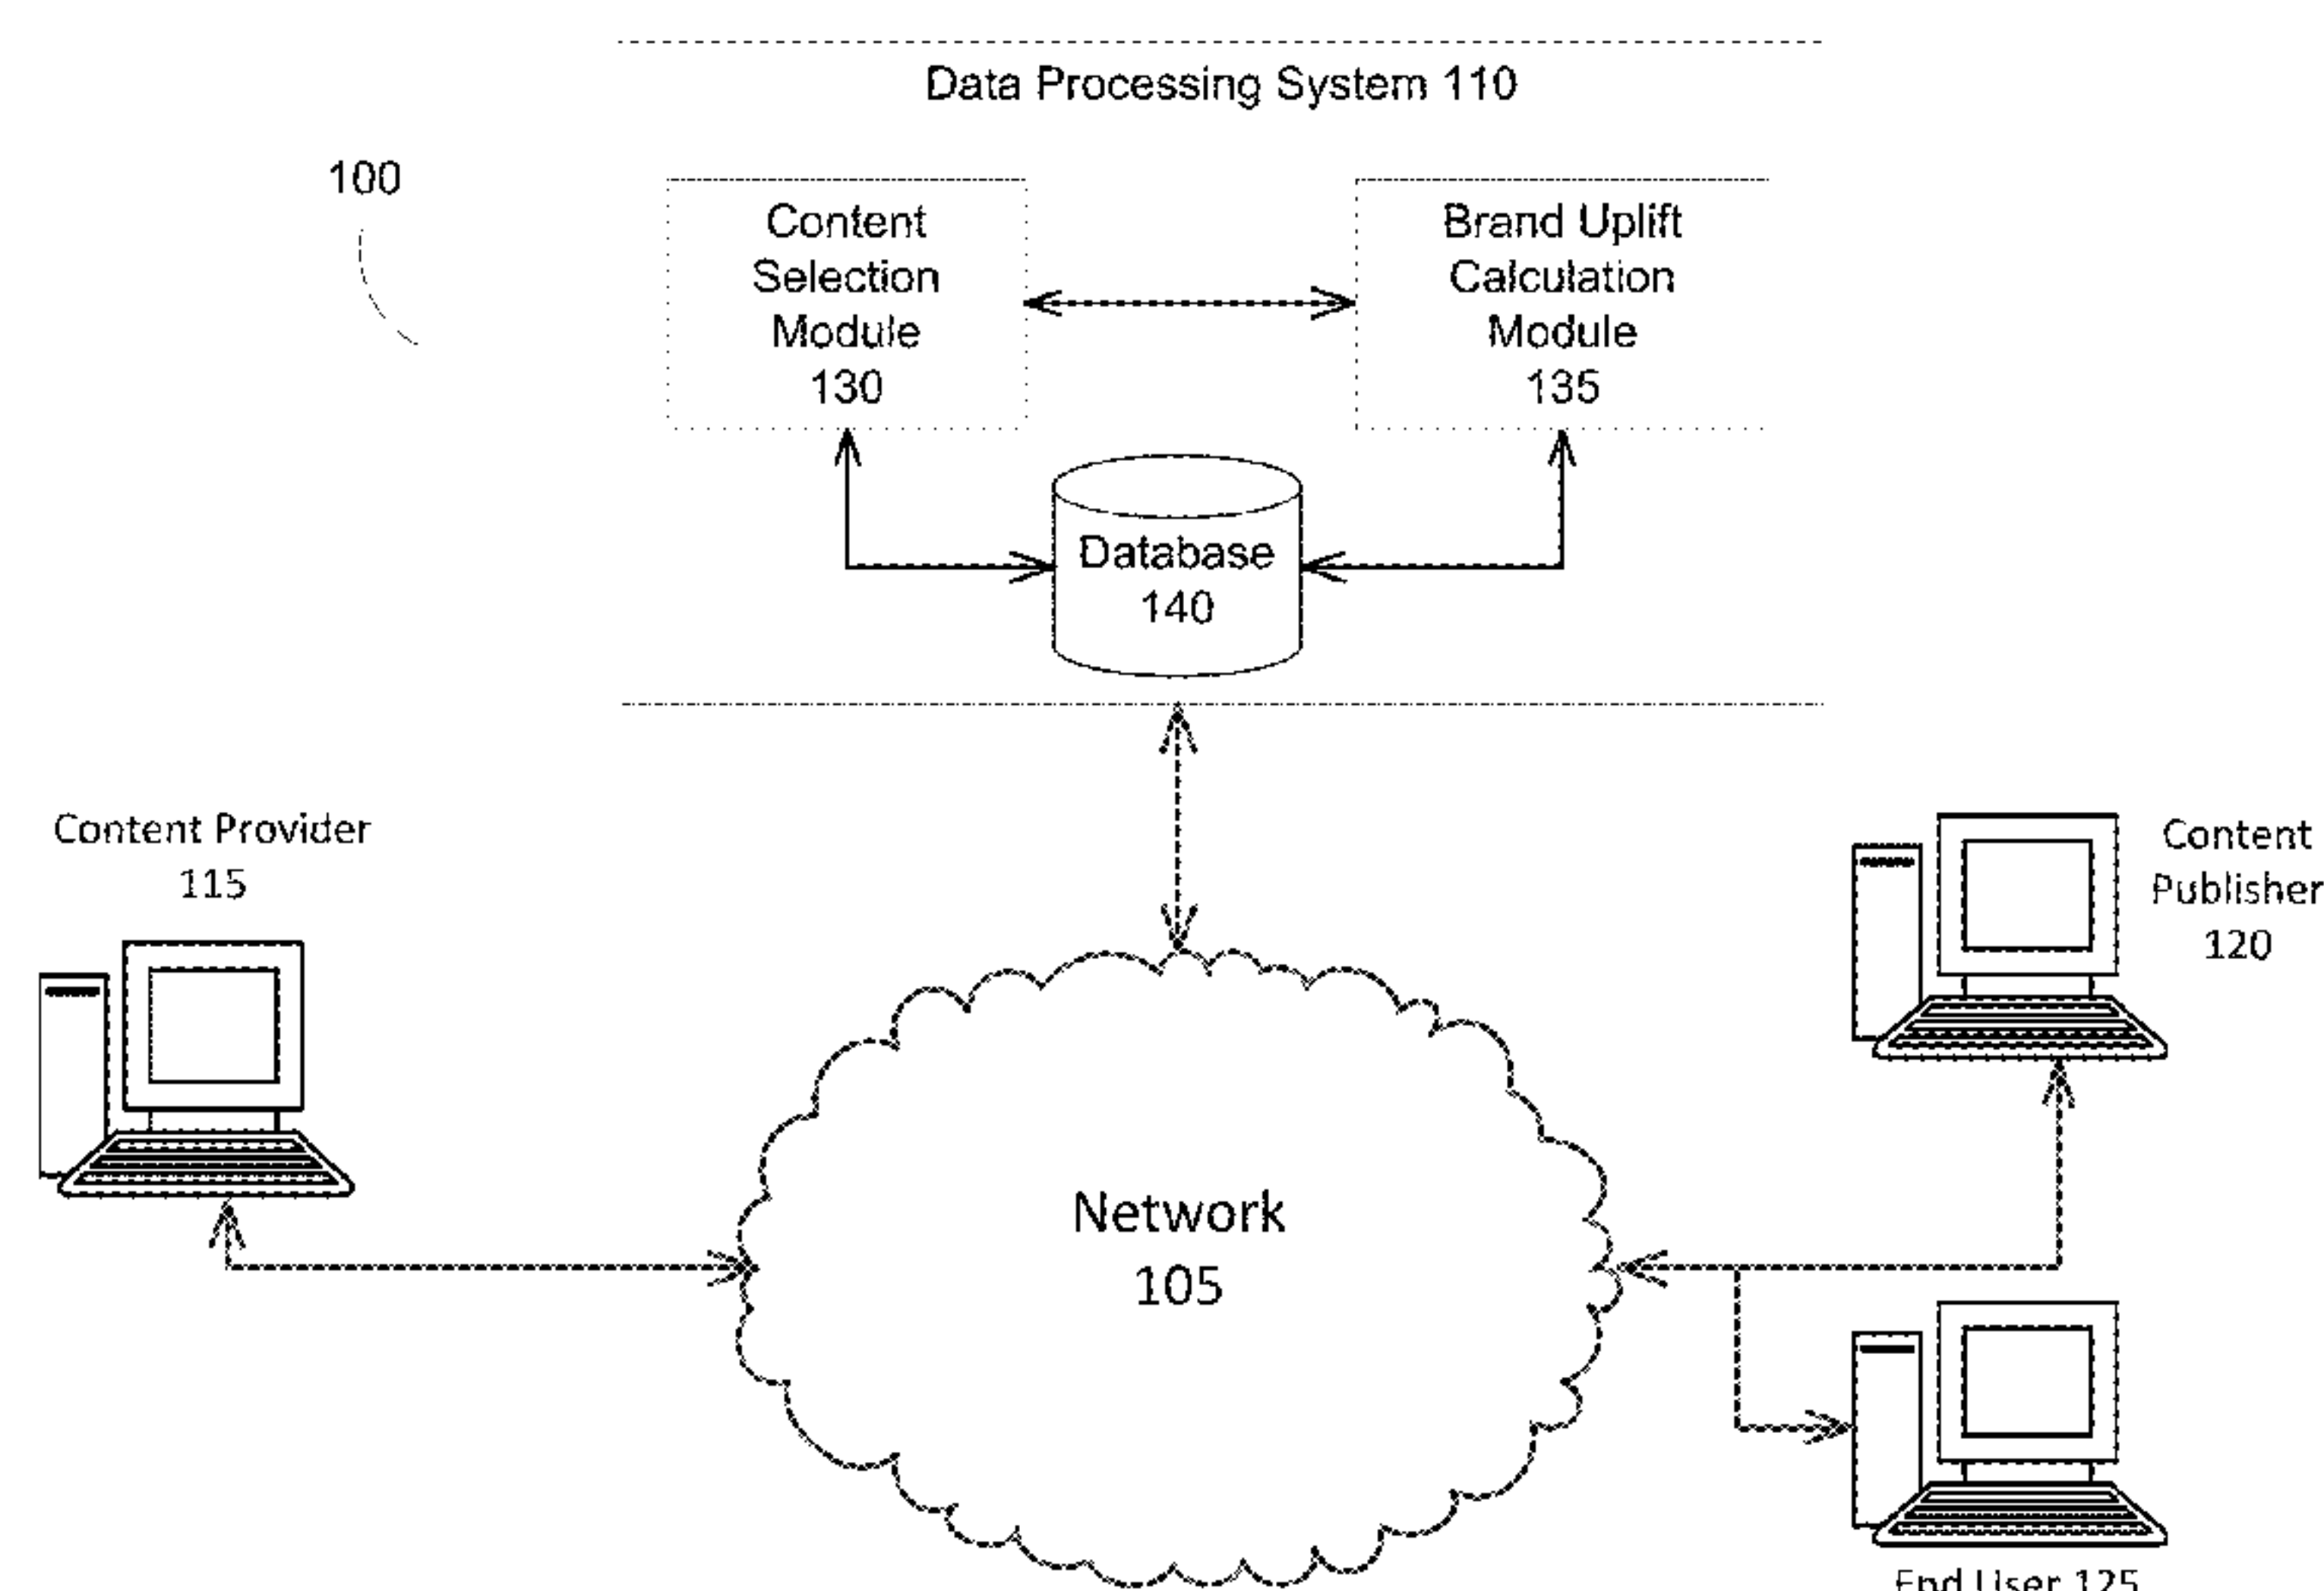 Data Processing System 110
100
Content
Selection
Module
130
Brand Uplift
Calculation
Module
135
Database
140
Content Provider
115
Content
Publisher
120
Network
105
End User 125